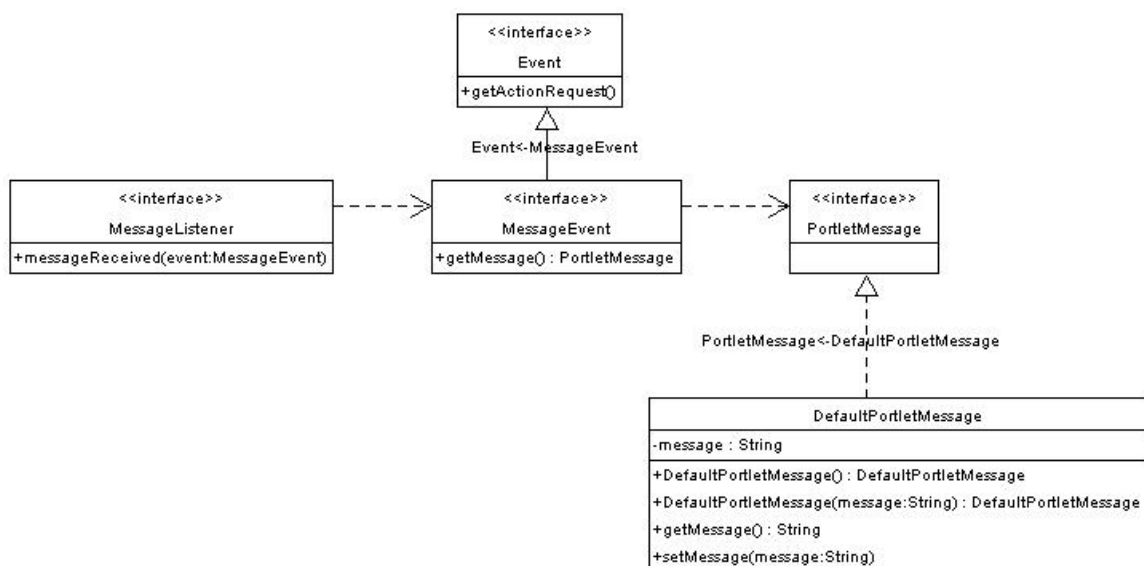 <<interface>>
Event
+getActionRequest()
Event<-MessageEvent
<<interface>>
MessageListener
+messageReceived(event:MessageEvent)
<<interface>>
MessageEvent
+getMessage() : PortletMessage
<<interface>>
PortletMessage
PortletMessage<-DefaultPortletMessage
DefaultPortletMessage
-message : String
+DefaultPortletMessage() : DefaultPortletMessage
+DefaultPortletMessage(message:String) : DefaultPortletMessage
+getMessage() : String
+setMessage(message:String)